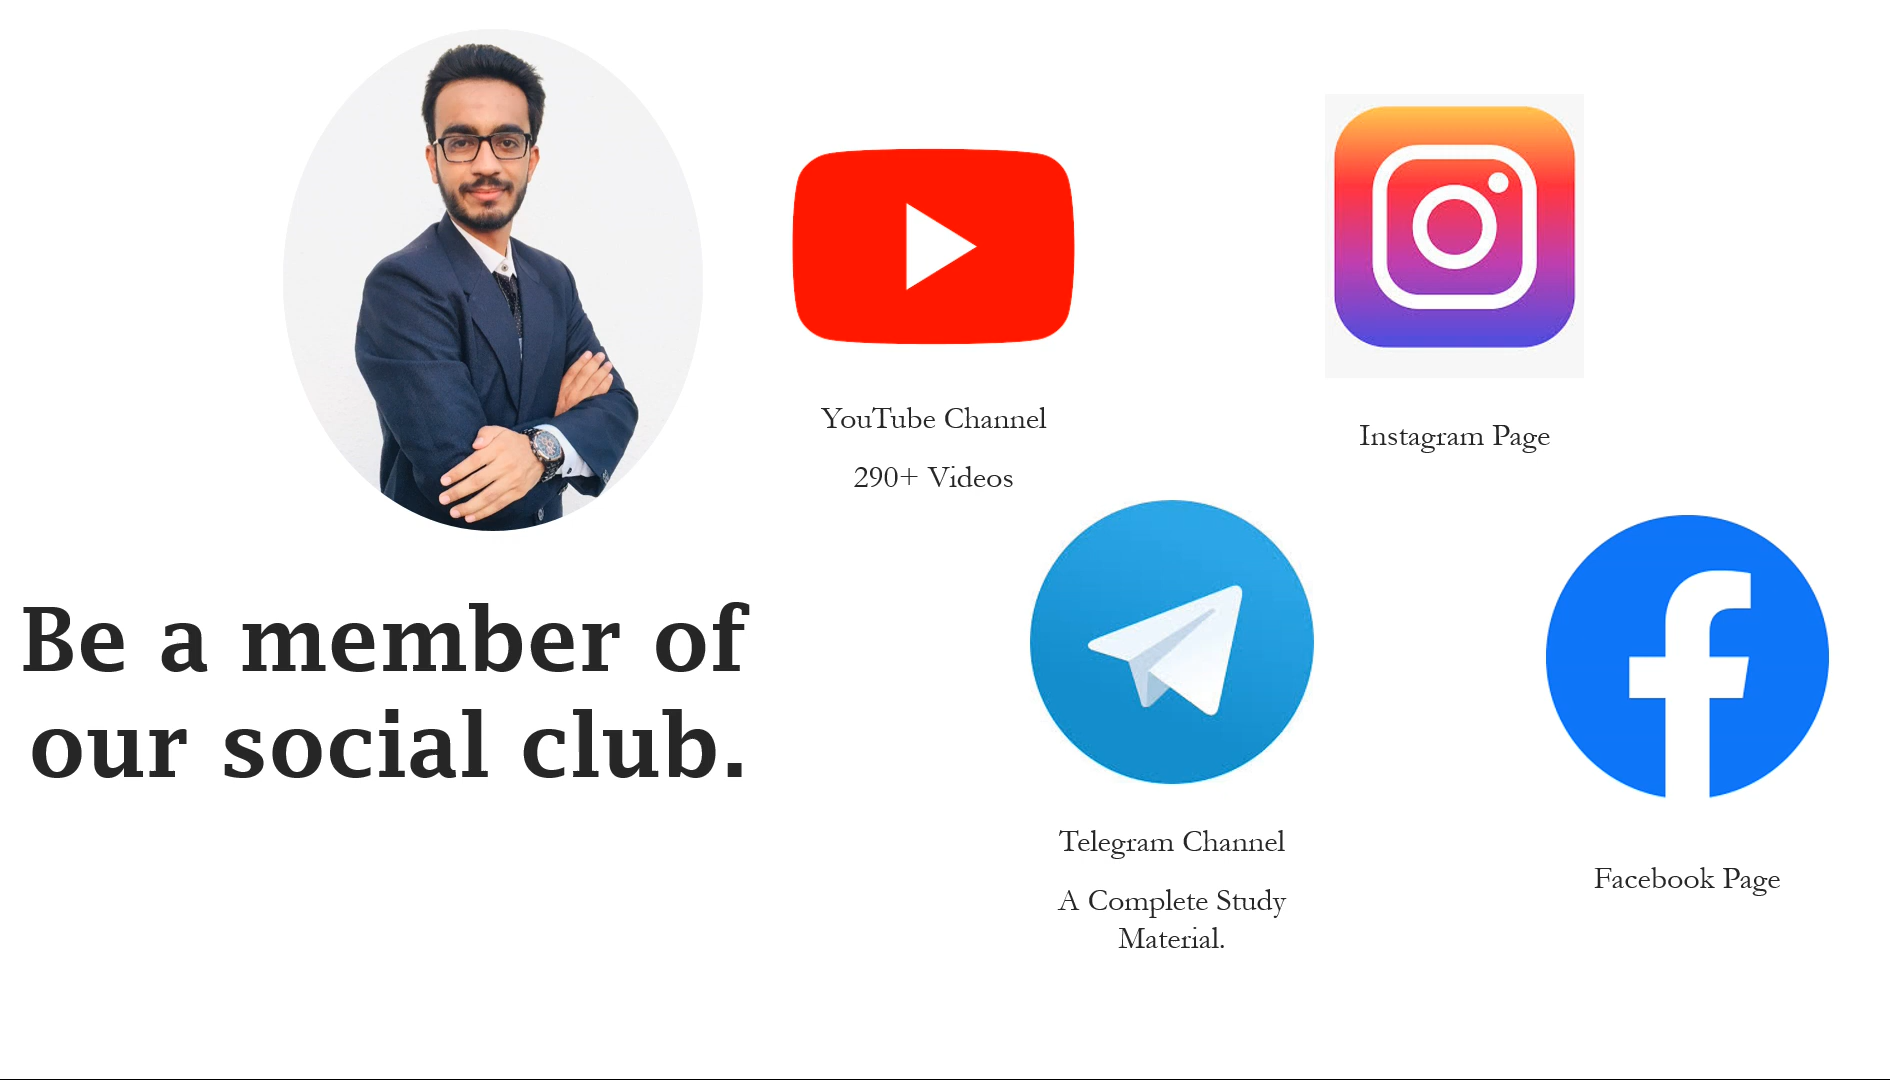 Be a member of
our social club.
YouTube Channel
290+ Videos
Instagram Page
Telegram Channel
A Complete Study
Material.
Facebook Page